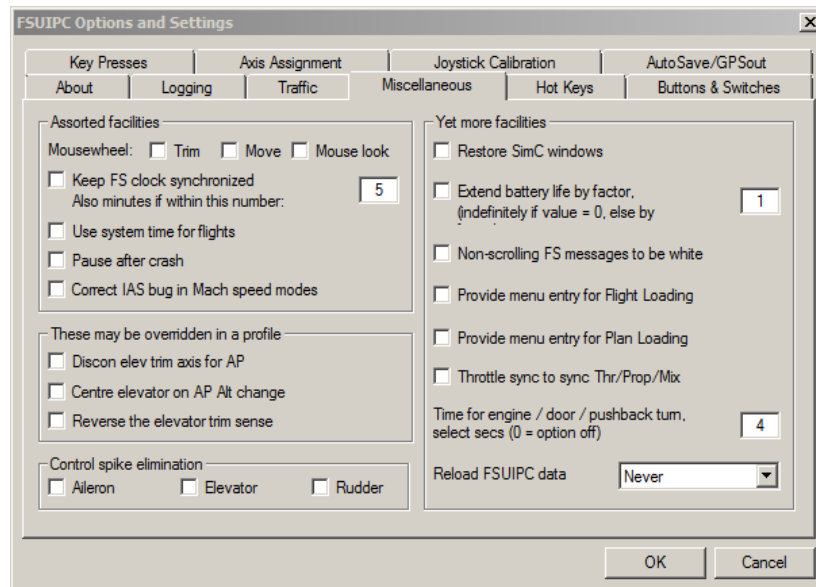 FSUIPC Options and Settings
Key Presses
Axis Assignment
Joystick Calibration
AutoSave/GPSout
About
Logging
Traffic
Miscellaneous
Hot Keys
Buttons & Switches
Assorted facilities
Mousewheel: Trim Move Mouse look
Keep FS clock synchronized
Also minutes if within this number: 5
Use system time for flights
Pause after crash
Correct IAS bug in Mach speed modes
These may be overridden in a profile
Discon elev trim axis for AP
Centre elevator on AP Alt change
Reverse the elevator trim sense
Control spike elimination
Aileron Elevator Rudder
Yet more facilities
Restore SimC windows
Extend battery life by factor,
(indefinitely if value = 0, else by
1
Non-scrolling FS messages to be white
Provide menu entry for Flight Loading
Provide menu entry for Plan Loading
Throttle sync to sync Thr/Prop/Mix
Time for engine / door / pushback turn,
select secs (0 = option off) 4
Reload FSUIPC data Never
OK Cancel